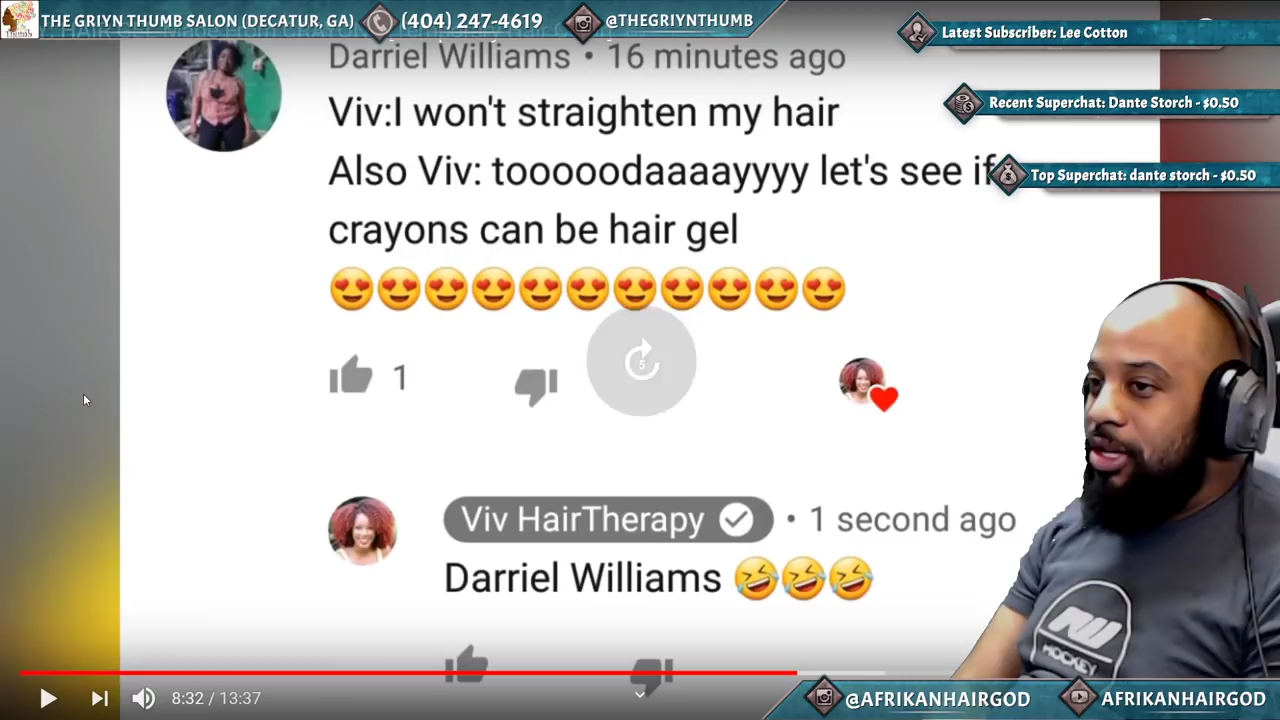 THE GRIYN THUMB SALON (DECATUR, GA)
(404) 247-4619
@THEGRIYNTHUMB
Latest Subscriber: Lee Cotton
Recent Superchat: Dante Storch - $0.50
Top Superchat: dante storch - $0.50
Darriel Williams • 16 minutes ago
Viv:I won't straighten my hair
Also Viv: tooooodaaaayyyy let's see if
crayons can be hair gel
😍😍😍😍😍😍😍😍😍😍😍
1
5
Viv HairTherapy • 1 second ago
Darriel Williams 🤣🤣🤣
NW
HOCKEY
8:32 / 13:37
@AFRIKANHAIRGOD
AFRIKANHAIRGOD